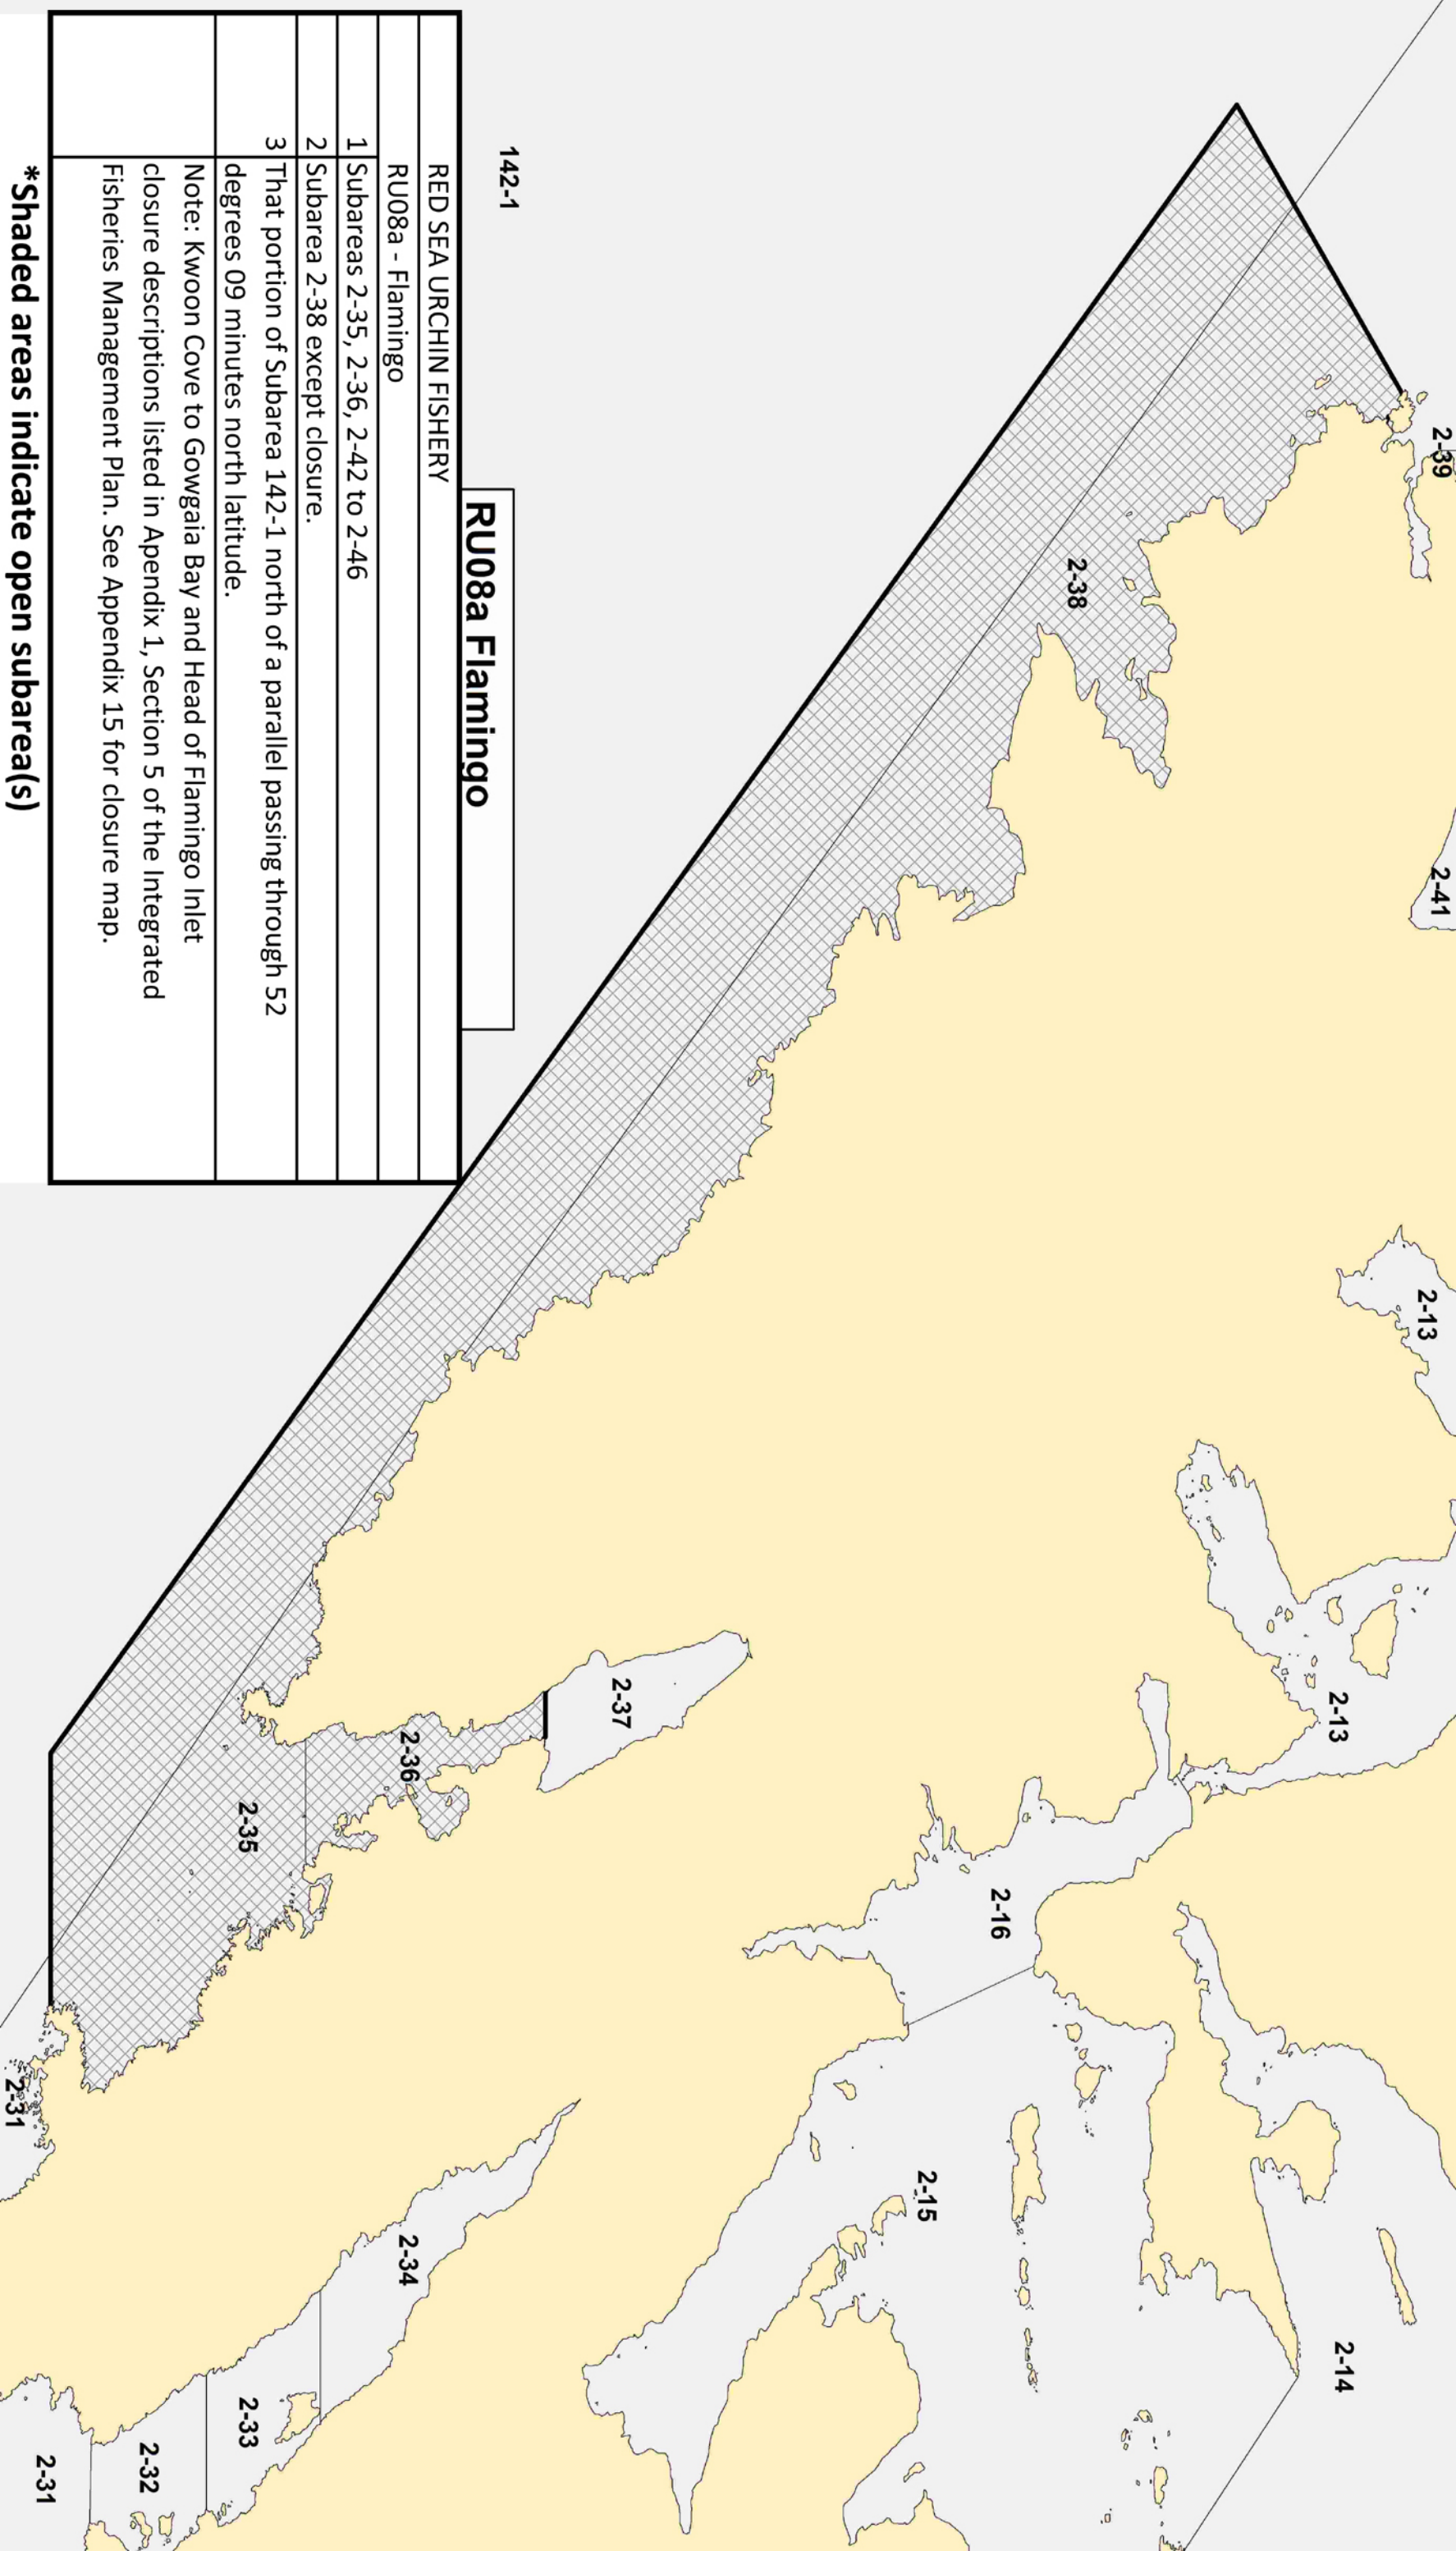 142-1
RU08a Flamingo
RED SEA URCHIN FISHERY
RU08a - Flamingo
1 Subareas 2-35, 2-36, 2-42 to 2-46
2 Subarea 2-38 except closure.
3 That portion of Subarea 142-1 north of a parallel passing through 52
degrees 09 minutes north latitude.
Note: Kwoon Cove to Gowgaia Bay and Head of Flamingo Inlet
closure descriptions listed in Apendix 1, Section 5 of the Integrated
Fisheries Management Plan. See Appendix 15 for closure map.
*Shaded areas indicate open subarea(s)
2-39
2-41
2-13
2-38
2-13
2-37
2-36
2-35
2-16
2-14
2-15
2-31
2-34
2-33
2-32
2-31